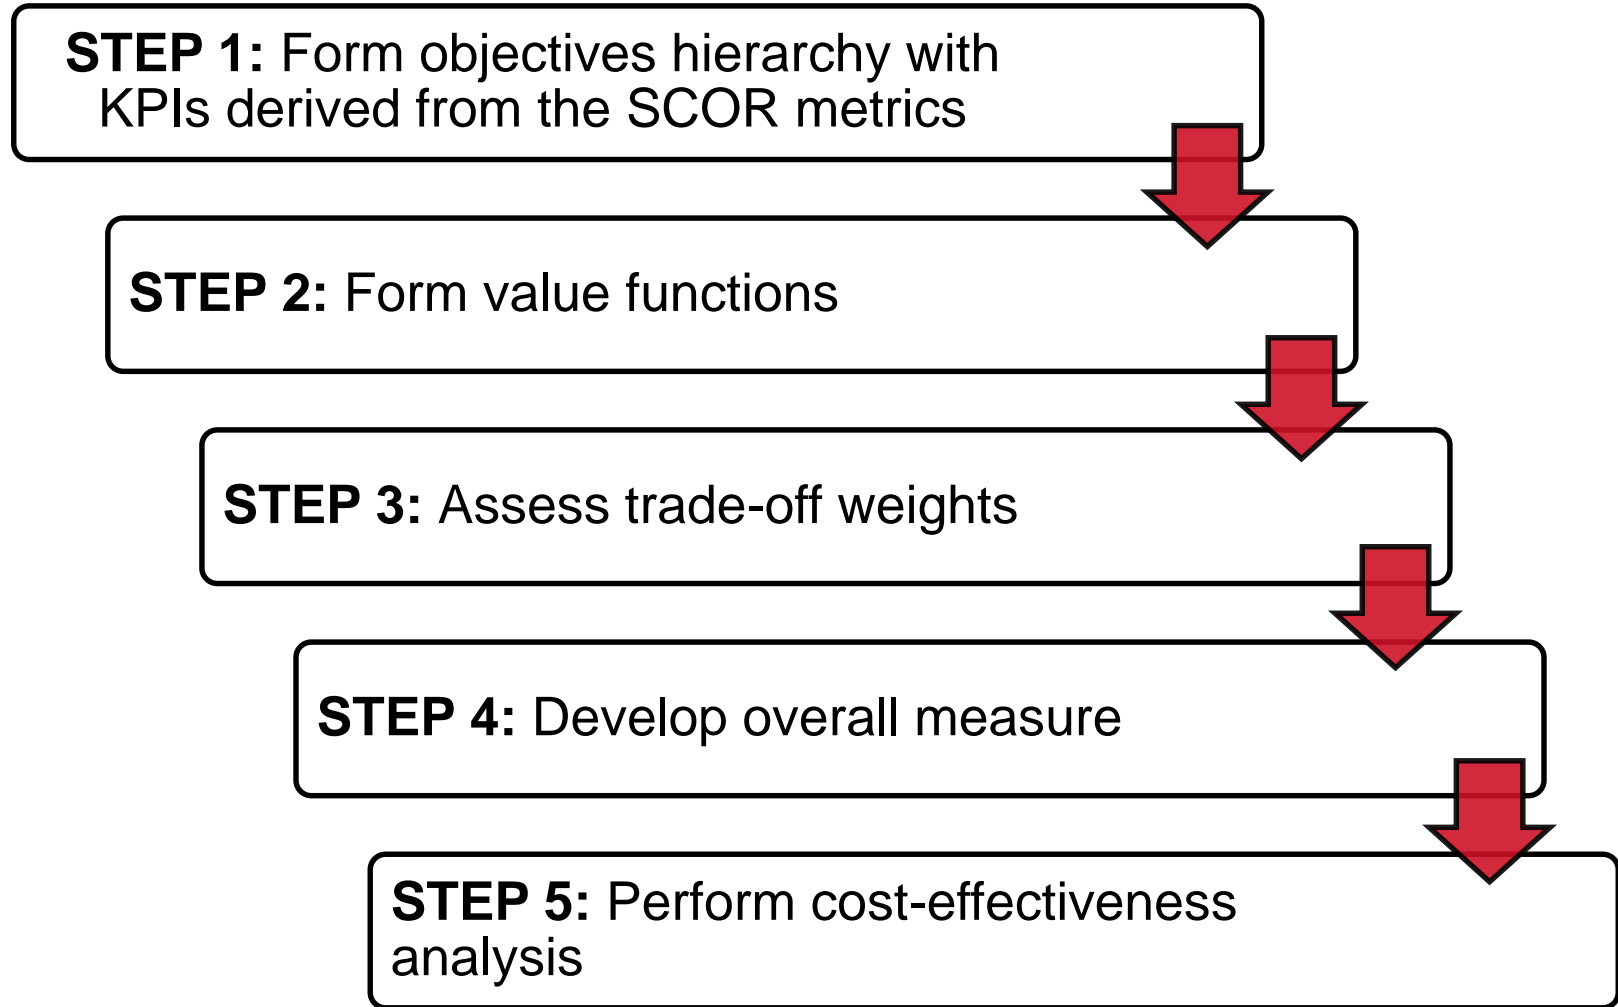 STEP 1: Form objectives hierarchy with
KPIs derived from the SCOR metrics
STEP 2: Form value functions
STEP 3: Assess trade-off weights
STEP 4: Develop overall measure
STEP 5: Perform cost-effectiveness
analysis